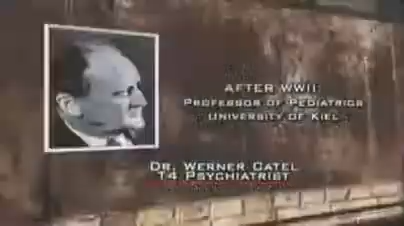 AFTER WWII:
PROFESSOR OF PEDIATRICS
UNIVERSITY OF KIEL
DR. WERNER CATEL
T4 PSYCHIATRIST